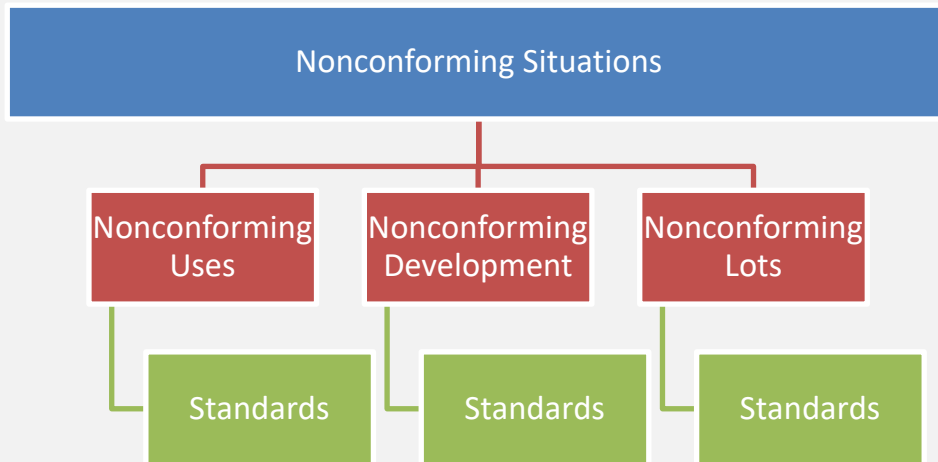 Nonconforming Situations
Nonconforming
Uses
Nonconforming
Development
Nonconforming
Lots
Standards
Standards
Standards